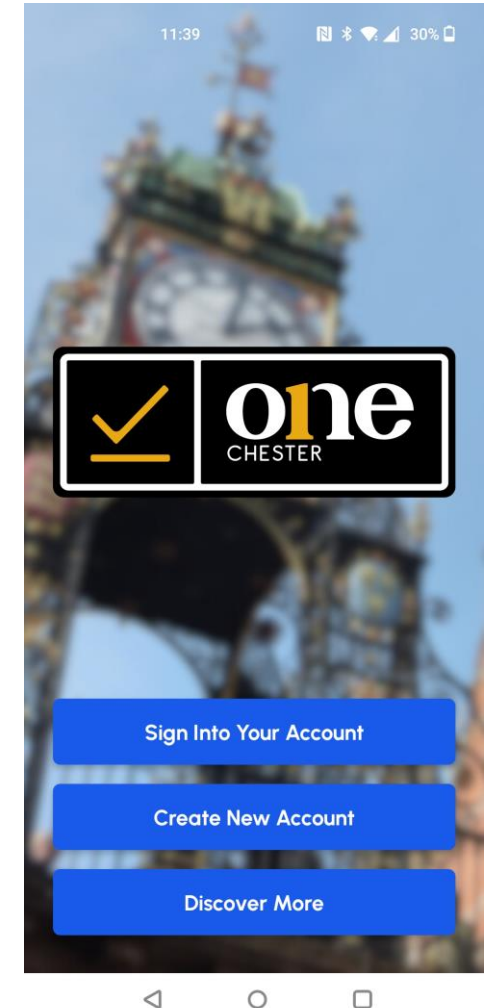 11:39 30%
one
CHESTER
Sign Into Your Account
Create New Account
Discover More